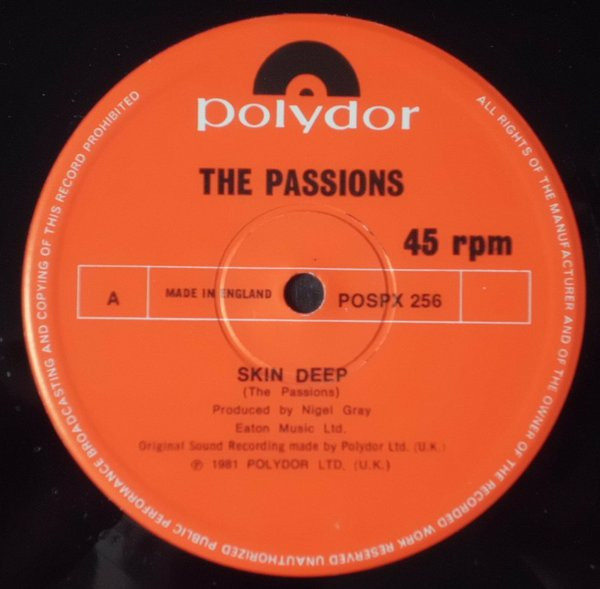 polydor
THE PASSIONS
45 rpm
A
MADE IN ENGLAND
POSPX 256
SKIN DEEP
(The Passions)
Produced by Nigel Gray
Eaton Music Ltd.
Original Sound Recording made by Polydor Ltd. (U.K.)
℗ 1981 POLYDOR LTD. (U.K.)
ALL RIGHTS OF THE MANUFACTURER AND OF THE OWNER OF THE RECORDED WORK RESERVED UNAUTHORIZED PUBLIC PERFORMANCE BROADCASTING AND COPYING OF THIS RECORD PROHIBITED